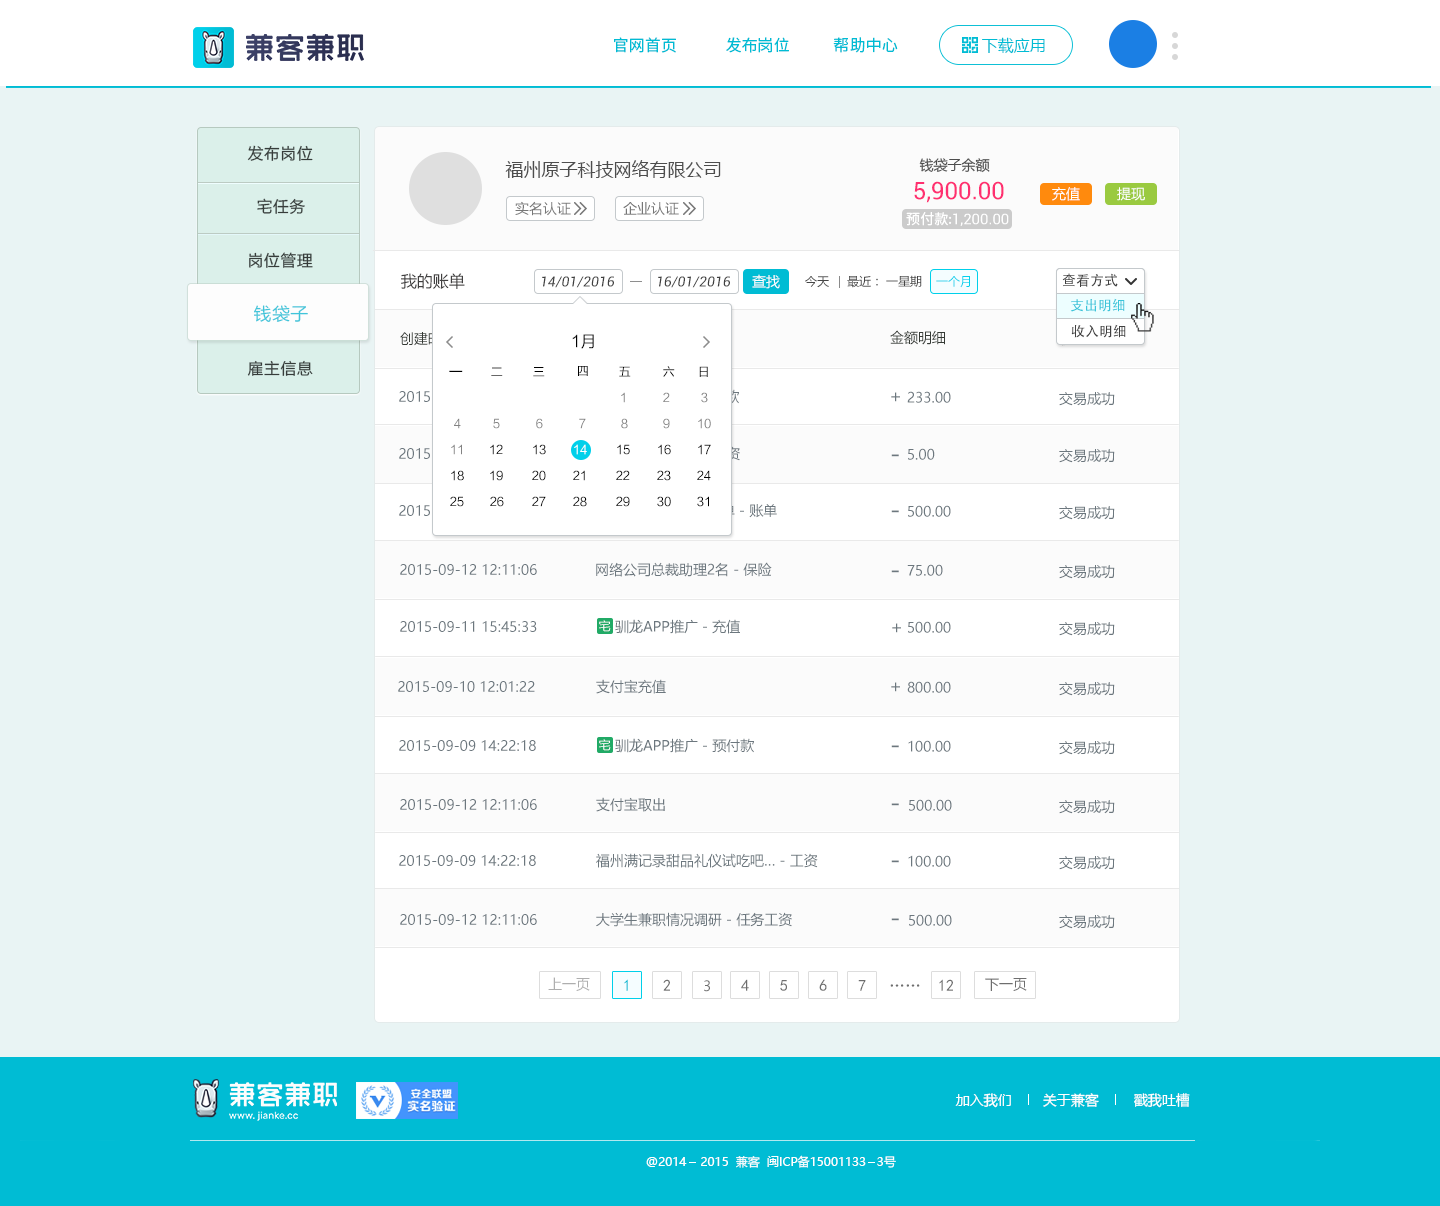 兼客兼职
官网首页 发布岗位 帮助中心 下载应用
发布岗位
宅任务
岗位管理
钱袋子
雇主信息
福州原子科技网络有限公司
实名认证 企业认证
钱袋子余额
5,900.00
预付款:1,200.00
充值 提现
我的账单 14/01/2016 — 16/01/2016 查找 今天 | 最近： 一星期 一个月 查看方式
支出明细
收入明细
创建 金额明细
1月
一 二 三 四 五 六 日
1 2 3
4 5 6 7 8 9 10
11 12 13 14 15 16 17
18 19 20 21 22 23 24
25 26 27 28 29 30 31
2015 款 + 233.00 交易成功
2015 资 - 5.00 交易成功
2015 - 账单 - 500.00 交易成功
2015-09-12 12:11:06 网络公司总裁助理2名 - 保险 - 75.00 交易成功
2015-09-11 15:45:33 宅 驯龙APP推广 - 充值 + 500.00 交易成功
2015-09-10 12:01:22 支付宝充值 + 800.00 交易成功
2015-09-09 14:22:18 宅 驯龙APP推广 - 预付款 - 100.00 交易成功
2015-09-12 12:11:06 支付宝取出 - 500.00 交易成功
2015-09-09 14:22:18 福州满记录甜品礼仪试吃吧... - 工资 - 100.00 交易成功
2015-09-12 12:11:06 大学生兼职情况调研 - 任务工资 - 500.00 交易成功
上一页 1 2 3 4 5 6 7 …… 12 下一页
兼客兼职
www.jianke.cc
安全联盟
实名验证
加入我们 | 关于兼客 | 戳我吐槽
@2014－2015 兼客 闽ICP备15001133－3号